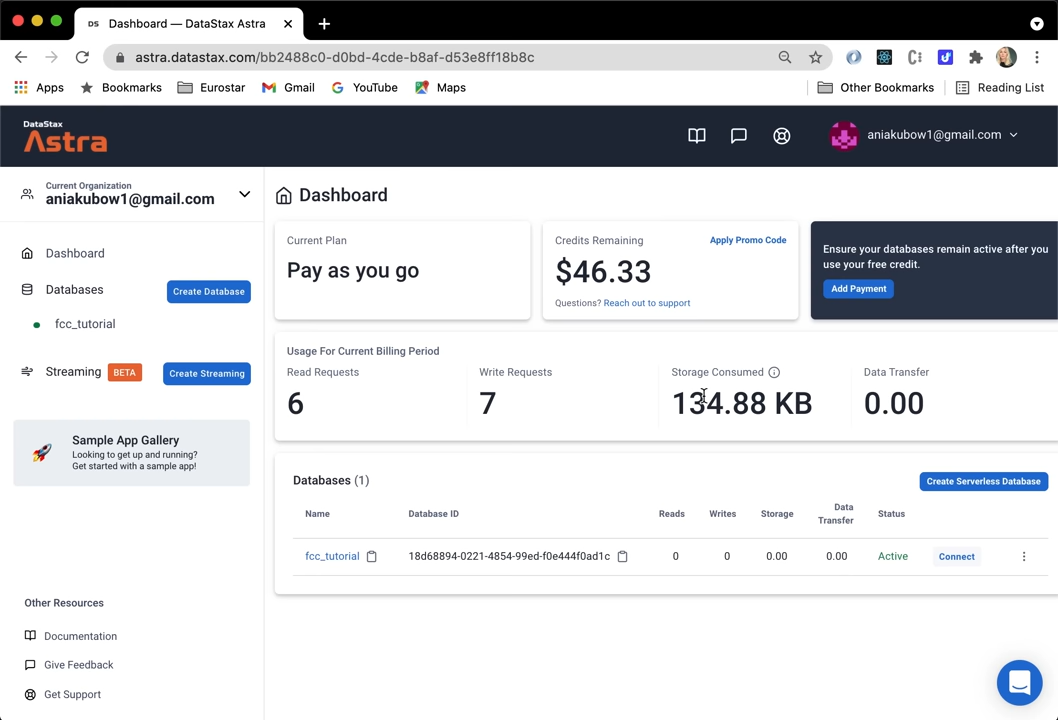 DS Dashboard — DataStax Astra
astra.datastax.com/bb2488c0-d0bd-4cde-b8af-d53e8ff18b8c
Apps Bookmarks Eurostar Gmail YouTube Maps Other Bookmarks Reading List
DataStax
Astra
aniakubow1@gmail.com
Current Organization
aniakubow1@gmail.com
Dashboard
Databases Create Database
fcc_tutorial
Streaming BETA Create Streaming
Sample App Gallery
Looking to get up and running?
Get started with a sample app!
Other Resources
Documentation
Give Feedback
Get Support
Dashboard
Current Plan
Pay as you go
Credits Remaining Apply Promo Code
$46.33
Questions? Reach out to support
Ensure your databases remain active after you
use your free credit.
Add Payment
Usage For Current Billing Period
Read Requests Write Requests Storage Consumed Data Transfer
6 7 134.88 KB 0.00
Databases (1) Create Serverless Database
Name Database ID Reads Writes Storage Data Transfer Status
fcc_tutorial 18d68894-0221-4854-99ed-f0e444f0ad1c 0 0 0.00 0.00 Active Connect